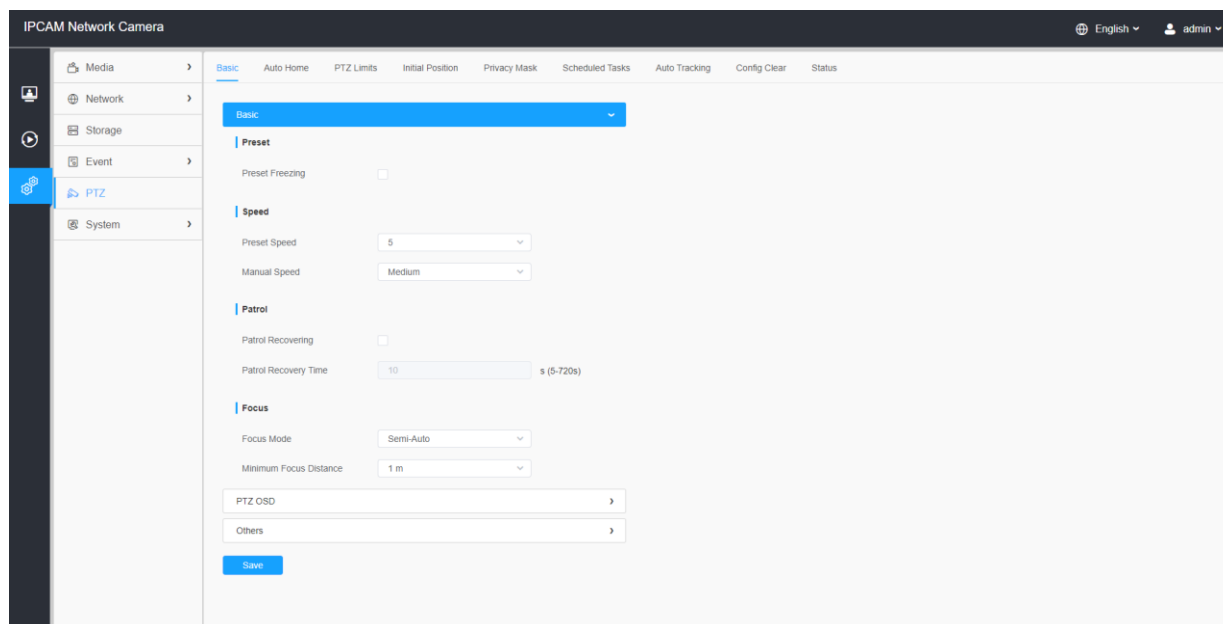 IPCAM Network Camera
English
admin
Media
Network
Storage
Event
PTZ
System
Basic Auto Home PTZ Limits Initial Position Privacy Mask Scheduled Tasks Auto Tracking Config Clear Status
Basic
Preset
Preset Freezing
Speed
Preset Speed 5
Manual Speed Medium
Patrol
Patrol Recovering
Patrol Recovery Time 10 s (5-720s)
Focus
Focus Mode Semi-Auto
Minimum Focus Distance 1 m
PTZ OSD
Others
Save